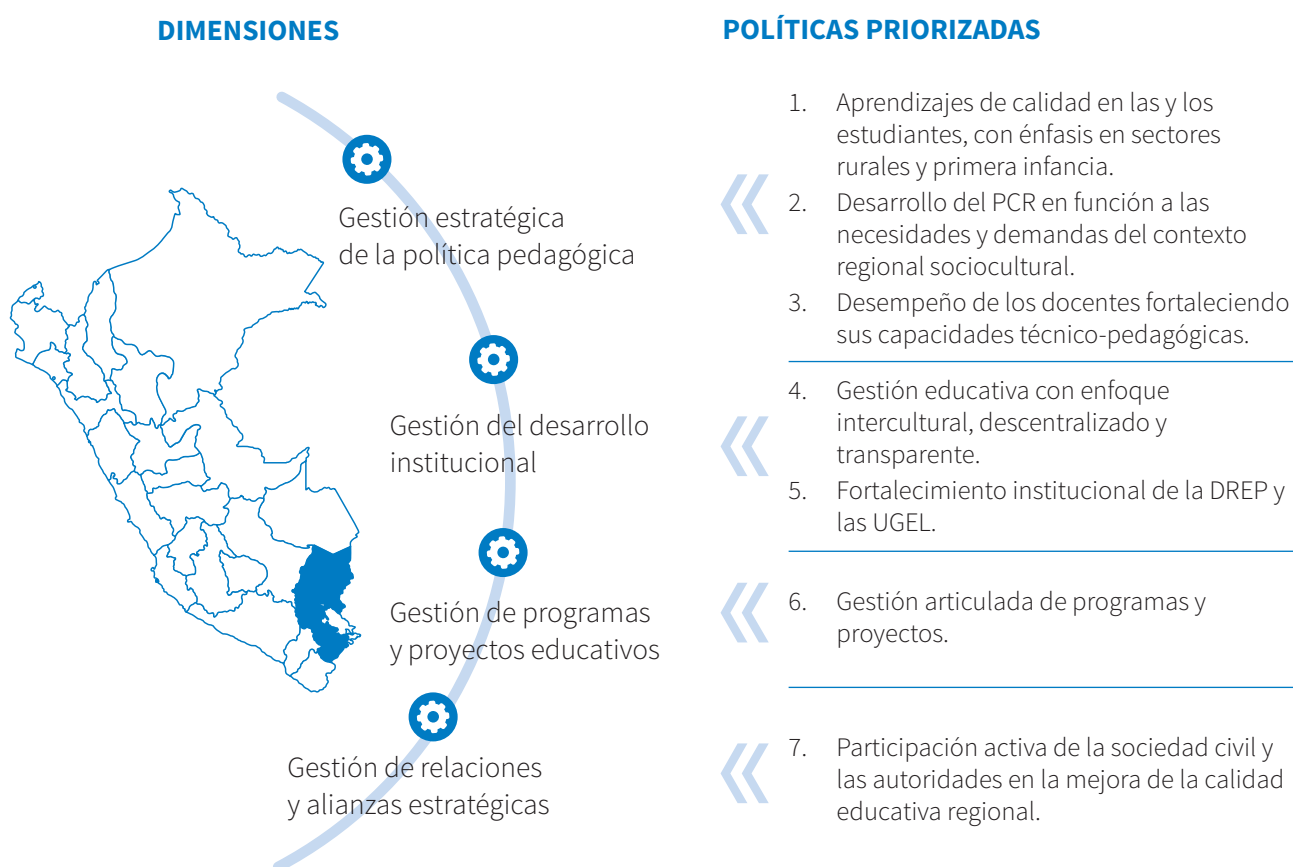 DIMENSIONES
Gestión estratégica
de la política pedagógica
Gestión del desarrollo
institucional
Gestión de programas
y proyectos educativos
Gestión de relaciones
y alianzas estratégicas
POLÍTICAS PRIORIZADAS
1. Aprendizajes de calidad en las y los
estudiantes, con énfasis en sectores
rurales y primera infancia.
2. Desarrollo del PCR en función a las
necesidades y demandas del contexto
regional sociocultural.
3. Desempeño de los docentes fortaleciendo
sus capacidades técnico-pedagógicas.
4. Gestión educativa con enfoque
intercultural, descentralizado y
transparente.
5. Fortalecimiento institucional de la DREP y
las UGEL.
6. Gestión articulada de programas y
proyectos.
7. Participación activa de la sociedad civil y
las autoridades en la mejora de la calidad
educativa regional.